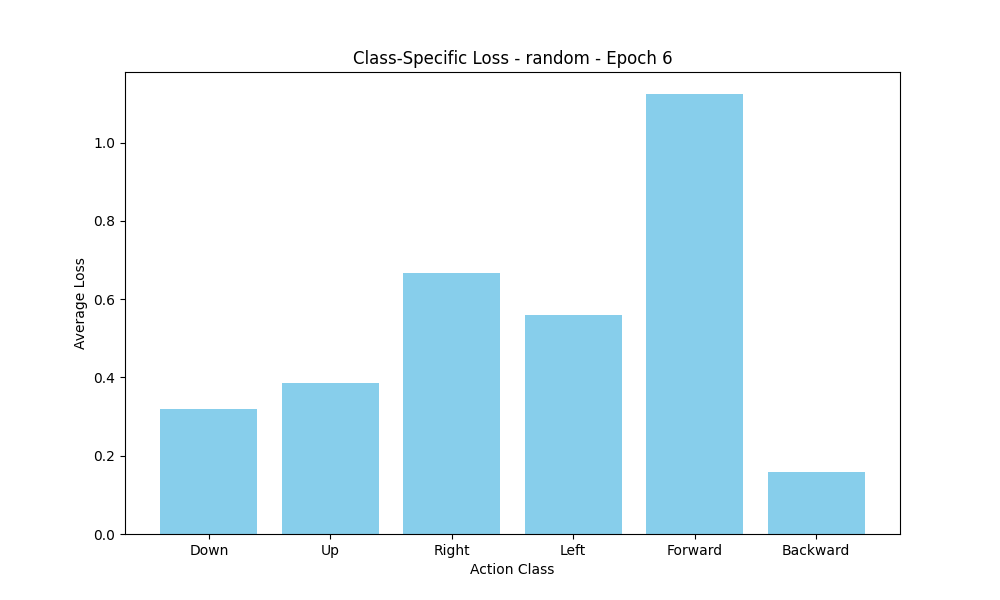 Class-Specific Loss - random - Epoch 6
Average Loss
1.0
0.8
0.6
0.4
0.2
0.0
Down Up Right Left Forward Backward
Action Class